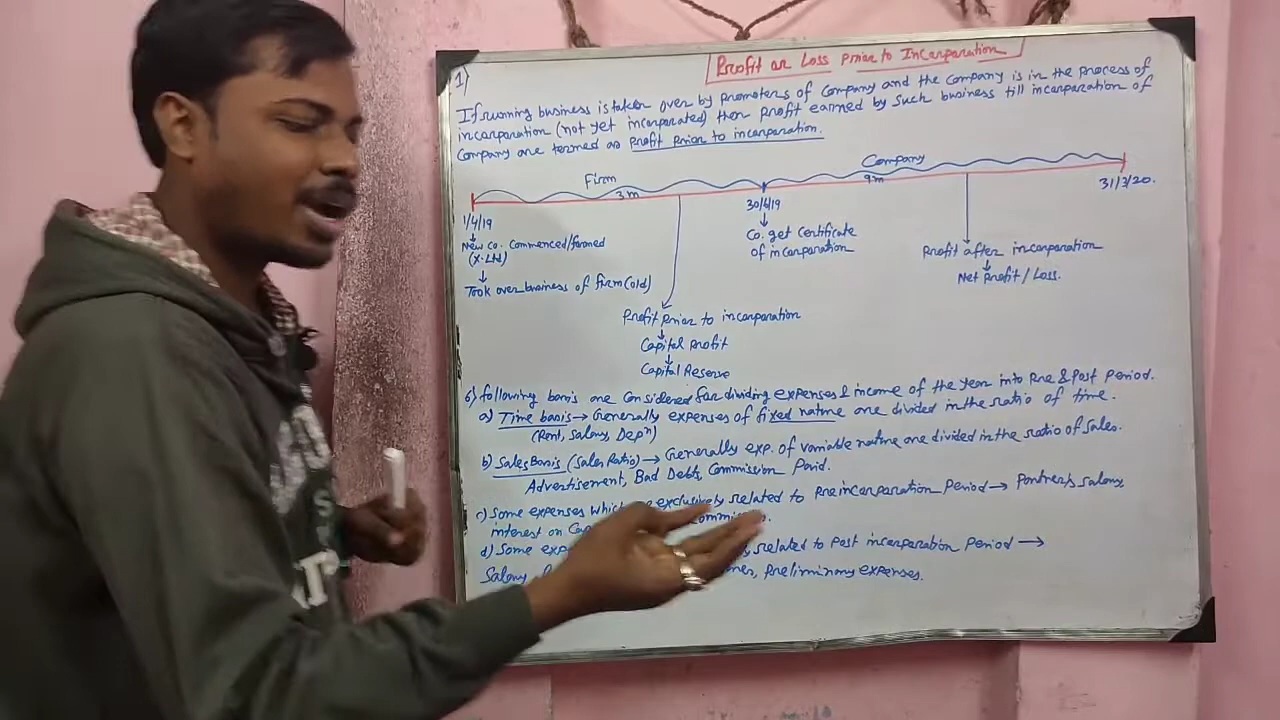 Profit or Loss Prior to Incorporation
1)
If running business is taken over by promoters of Company and the Company is in the process of
incorporation (not yet incorporated) then profit earned by such business till incorporation of
Company are termed as Profit Prior to incorporation.
Firm
Company
3m
9m
1/4/19
30/6/19
31/3/20.
New co. Commenced/formed
(X. Ltd)
Took over business of firm (old)
Co. get certificate
of incorporation
Profit after incorporation
Net Profit / Loss.
Profit Prior to incorporation
Capital Profit
Capital Reserve
6) following basis are Considered for dividing expenses & income of the year into Pre & Post Period.
a) Time basis → Generally expenses of fixed nature are divided in the ratio of time.
(Rent, Salary, Depn)
b) Sales Basis (Sales Ratio) → Generally exp. of variable nature are divided in the ratio of Sales.
Advertisement, Bad Debts, Commission Paid.
c) Some expenses exclusively related to Preincorporation Period → Partner's Salary,
interest on
d) Some related to Post incorporation Period →
Salary Preliminary expenses.